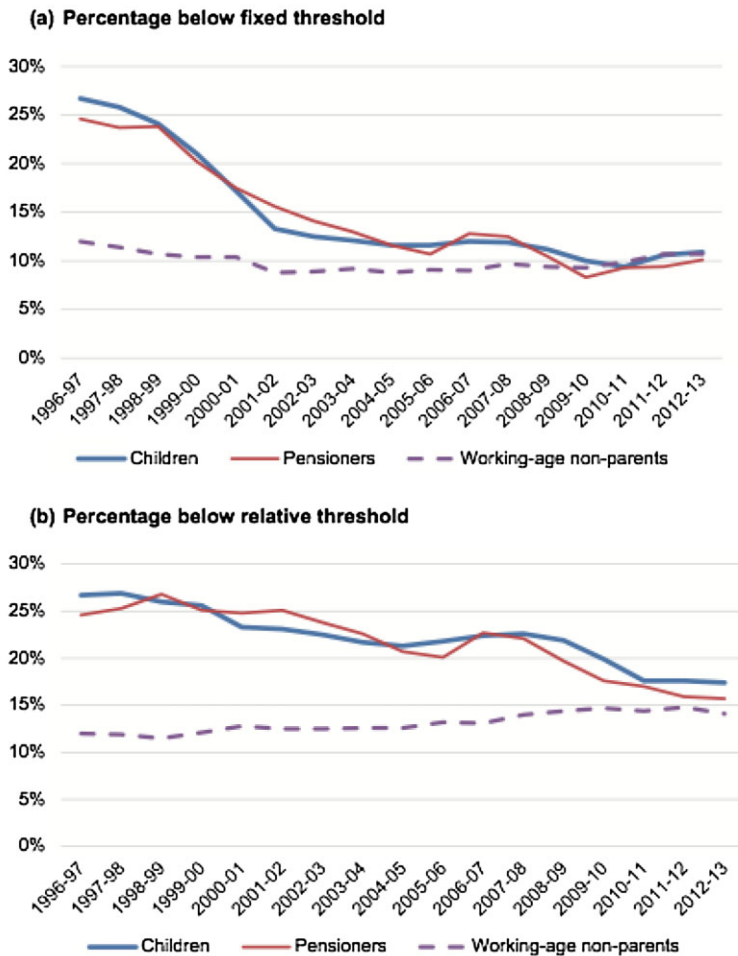 (a) Percentage below fixed threshold
30%
25%
20%
15%
10%
5%
0%
1996-97 1997-98 1998-99 1999-00 2000-01 2001-02 2002-03 2003-04 2004-05 2005-06 2006-07 2007-08 2008-09 2009-10 2010-11 2011-12 2012-13
Children Pensioners Working-age non-parents
(b) Percentage below relative threshold
30%
25%
20%
15%
10%
5%
0%
1996-97 1997-98 1998-99 1999-00 2000-01 2001-02 2002-03 2003-04 2004-05 2005-06 2006-07 2007-08 2008-09 2009-10 2010-11 2011-12 2012-13
Children Pensioners Working-age non-parents